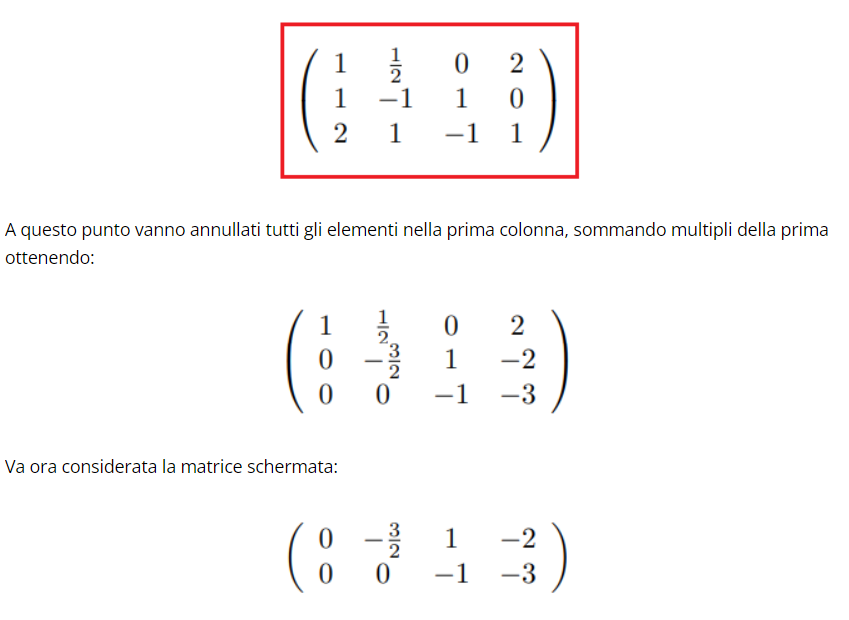 1 1/2 0 2
1 −1 1 0
2 1 −1 1
A questo punto vanno annullati tutti gli elementi nella prima colonna, sommando multipli della prima
ottenendo:
1 1/2 0 2
0 −3/2 1 −2
0 0 −1 −3
Va ora considerata la matrice schermata:
0 −3/2 1 −2
0 0 −1 −3